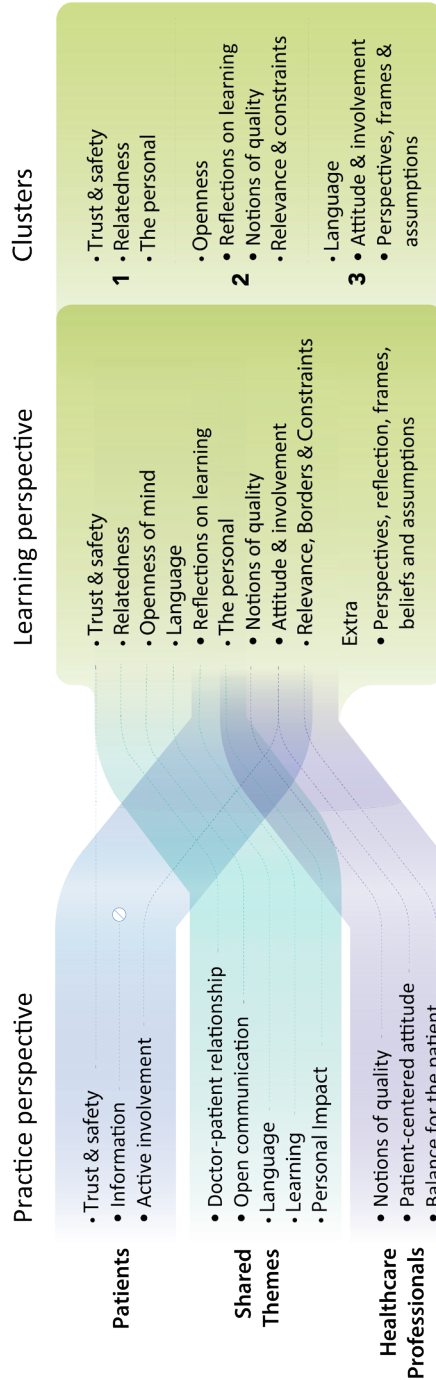 Practice perspective
Patients
• Trust & safety
• Information
• Active involvement
Shared
Themes
• Doctor-patient relationship
• Open communication
• Language
• Learning
• Personal Impact
Healthcare
Professionals
• Notions of quality
• Patient-centered attitude
• Balance for the patient
Learning perspective
• Trust & safety
• Relatedness
• Openness of mind
• Language
• Reflections on learning
• The personal
• Notions of quality
• Attitude & involvement
• Relevance, Borders & Constraints
Extra
• Perspectives, reflection, frames,
beliefs and assumptions
Clusters
1
• Trust & safety
• Relatedness
• The personal
2
• Openness
• Reflections on learning
• Notions of quality
• Relevance & constraints
3
• Language
• Attitude & involvement
• Perspectives, frames &
assumptions